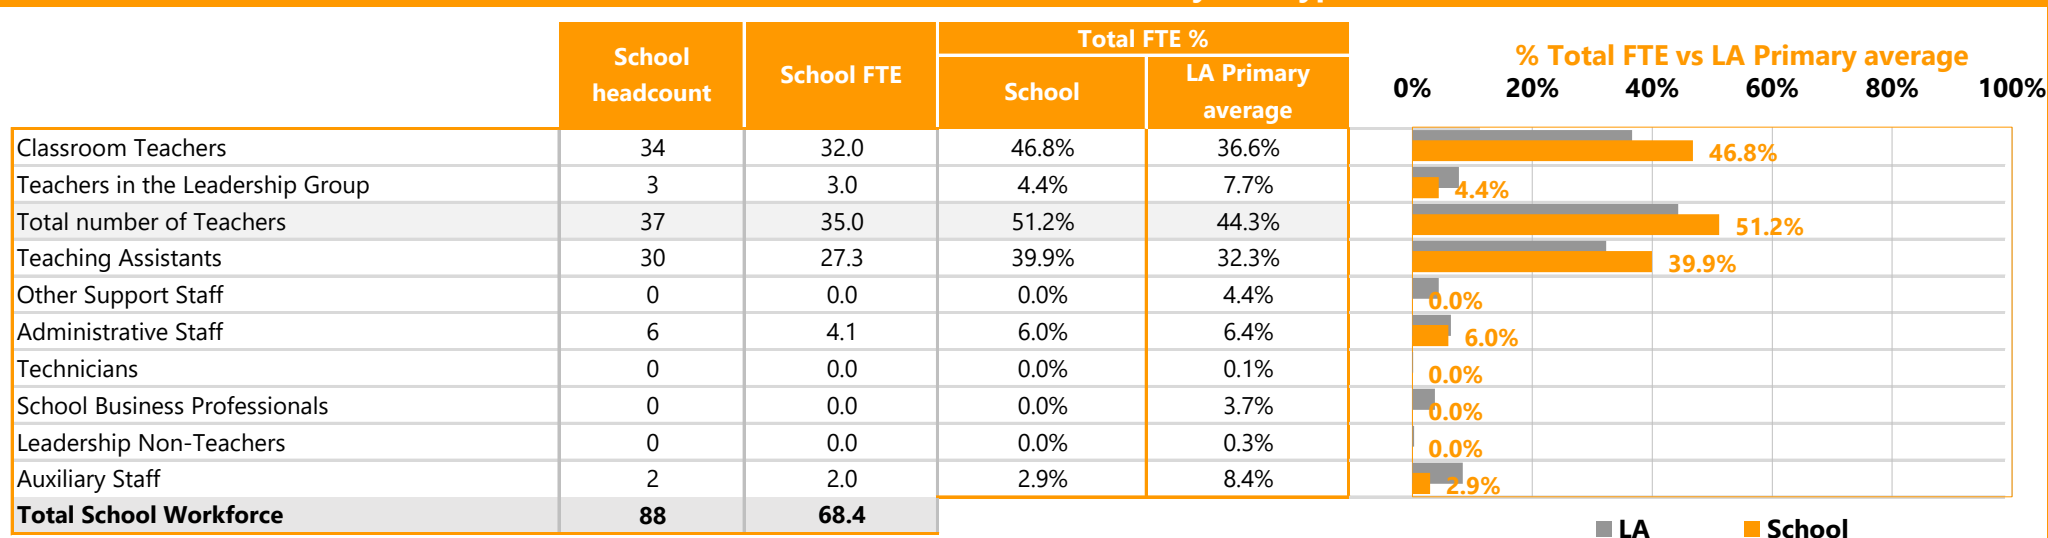 Total FTE %
School headcount School FTE School LA Primary average
Classroom Teachers 34 32.0 46.8% 36.6%
Teachers in the Leadership Group 3 3.0 4.4% 7.7%
Total number of Teachers 37 35.0 51.2% 44.3%
Teaching Assistants 30 27.3 39.9% 32.3%
Other Support Staff 0 0.0 0.0% 4.4%
Administrative Staff 6 4.1 6.0% 6.4%
Technicians 0 0.0 0.0% 0.1%
School Business Professionals 0 0.0 0.0% 3.7%
Leadership Non-Teachers 0 0.0 0.0% 0.3%
Auxiliary Staff 2 2.0 2.9% 8.4%
Total School Workforce 88 68.4
% Total FTE vs LA Primary average
0% 20% 40% 60% 80% 100%
46.8%
4.4%
51.2%
39.9%
0.0%
6.0%
0.0%
0.0%
0.0%
2.9%
LA School